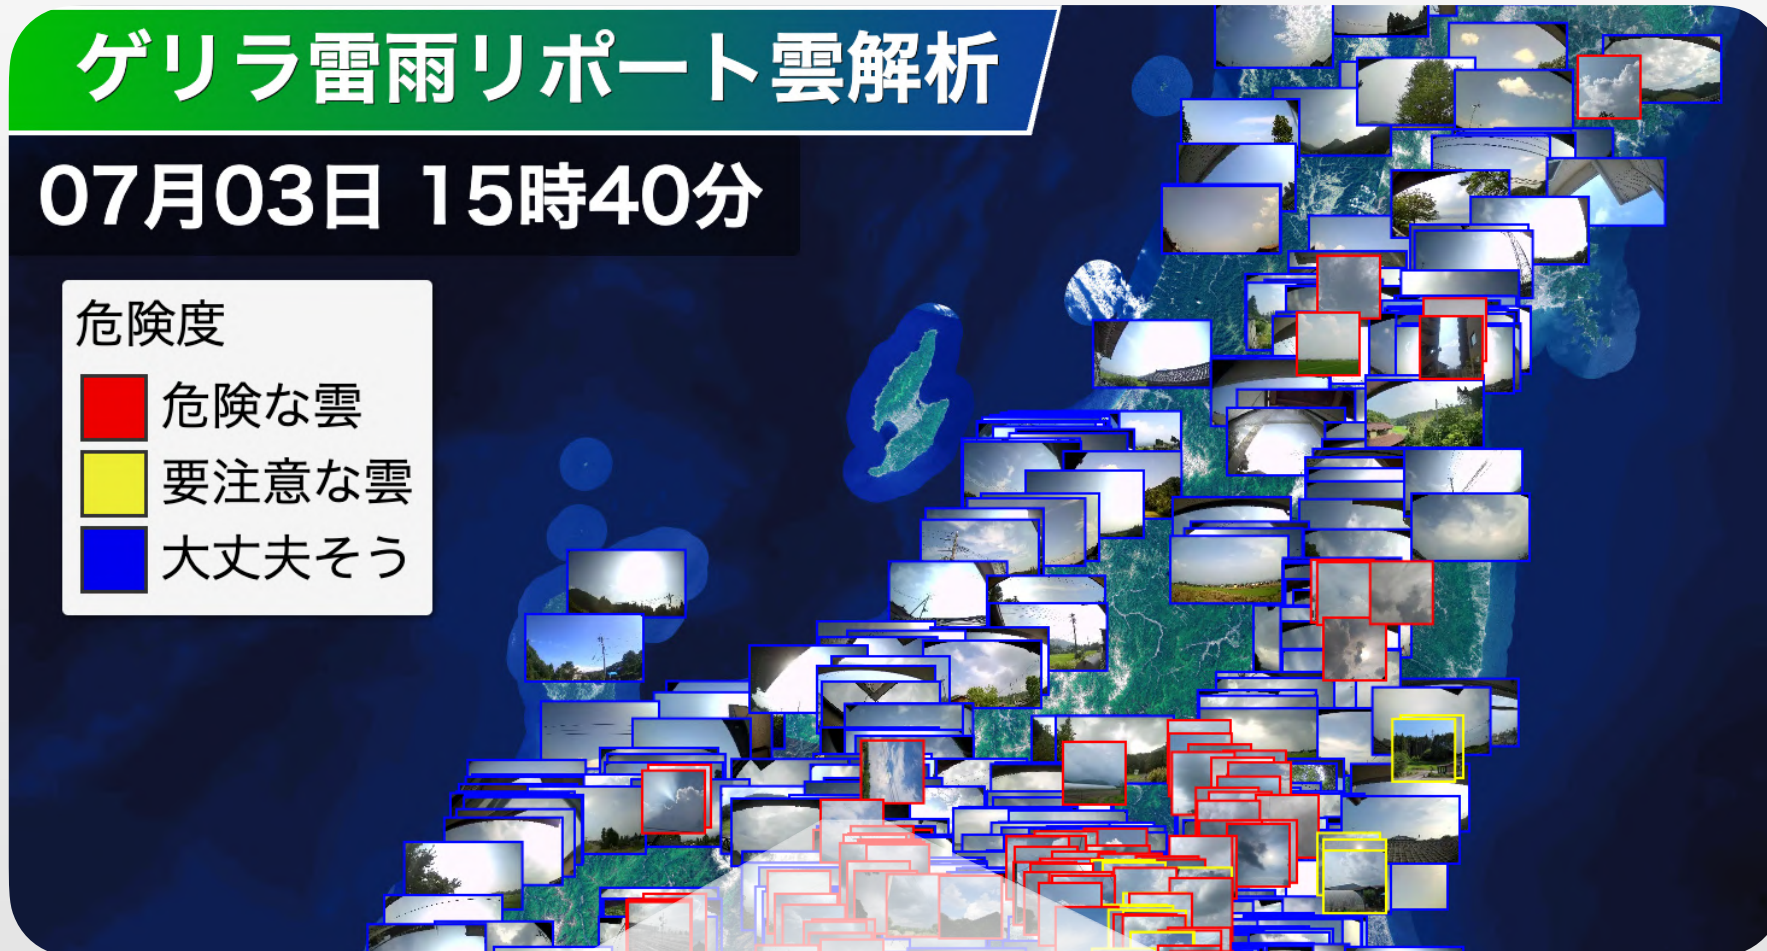 ゲリラ雷雨リポート雲解析
07月03日 15時40分
危険度
危険な雲
要注意な雲
大丈夫そう